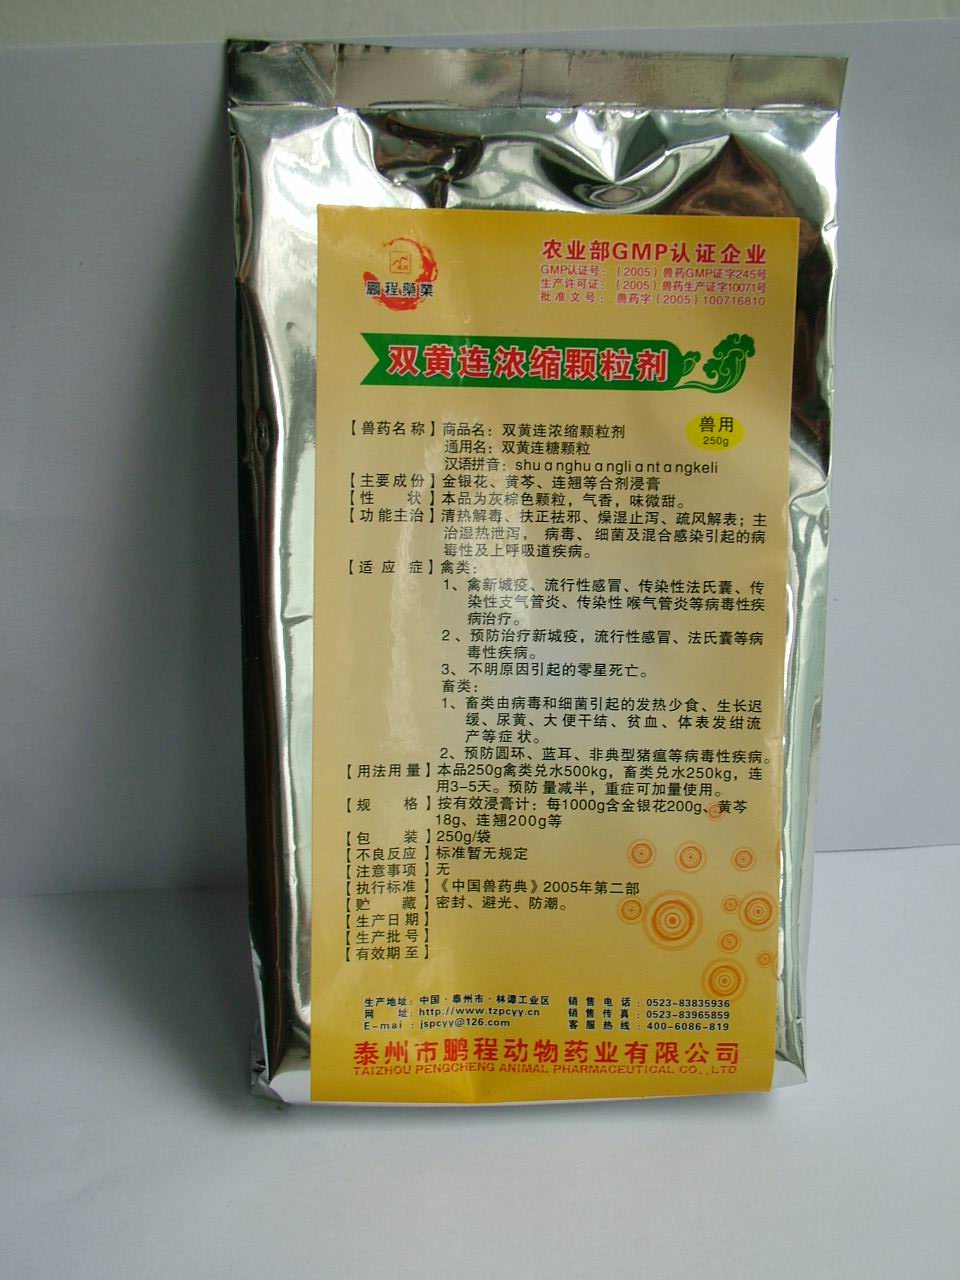 鹏程藥業
农业部GMP认证企业
GMP认证号：（2005）兽药GMP证字245号
生产许可证：（2005）兽药生产证字10071号
批准文号： 兽药字（2005）100716810
双黄连浓缩颗粒剂
兽用
250g
【兽药名称】商品名：双黄连浓缩颗粒剂
通用名：双黄连糖颗粒
汉语拼音：shuanghuangliantangkeli
【主要成份】金银花、黄芩、连翘等合剂浸膏
【性 状】本品为灰棕色颗粒，气香，味微甜。
【功能主治】清热解毒、扶正祛邪、燥湿止泻、疏风解表；主
治湿热泄泻， 病毒、细菌及混合感染引起的病
毒性及上呼吸道疾病。
【适 应 症】禽类：
1、禽新城疫、流行性感冒、传染性法氏囊、传
染性支气管炎、传染性喉气管炎等病毒性疾
病治疗。
2、预防治疗新城疫，流行性感冒、法氏囊等病
毒性疾病。
3、不明原因引起的零星死亡。
畜类：
1、畜类由病毒和细菌引起的发热少食、生长迟
缓、尿黄、大便干结、贫血、体表发绀流
产等症状。
2、预防圆环、蓝耳、非典型猪瘟等病毒性疾病。
【用法用量】本品250g禽类兑水500kg，畜类兑水250kg，连
用3-5天。预防量减半，重症可加量使用。
【规 格】按有效浸膏计：每1000g含金银花200g、黄芩
18g、连翘200g等
【包 装】250g/袋
【不良反应】标准暂无规定
【注意事项】无
【执行标准】《中国兽药典》2005年第二部
【贮 藏】密封、避光、防潮。
【生产日期】
【生产批号】
【有效期至】
生产地址：中国·泰州市·林潭工业区 销售电话：0523-83835936
网 址：http://www.tzpcyy.cn 销售传真：0523-83965859
E-mai ：jspcyy@126.com 客服热线：400-6086-819
泰州市鹏程动物药业有限公司
TAIZHOU PENGCHENG ANIMAL PHARMACEUTICAL CO.,LTD